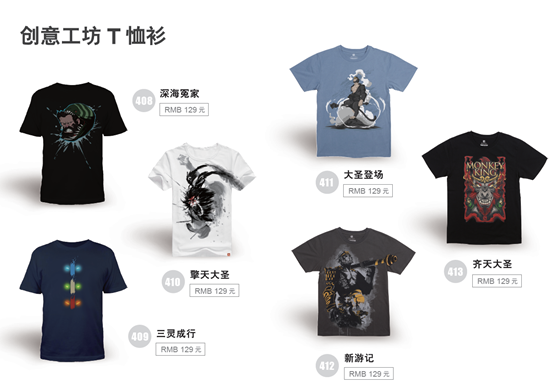 创意工坊 T 恤衫
408
深海冤家
RMB 129 元
410
擎天大圣
RMB 129 元
409
三灵成行
RMB 129 元
411
大圣登场
RMB 129 元
MONKEY
KING
413
齐天大圣
RMB 129 元
412
新游记
RMB 129 元